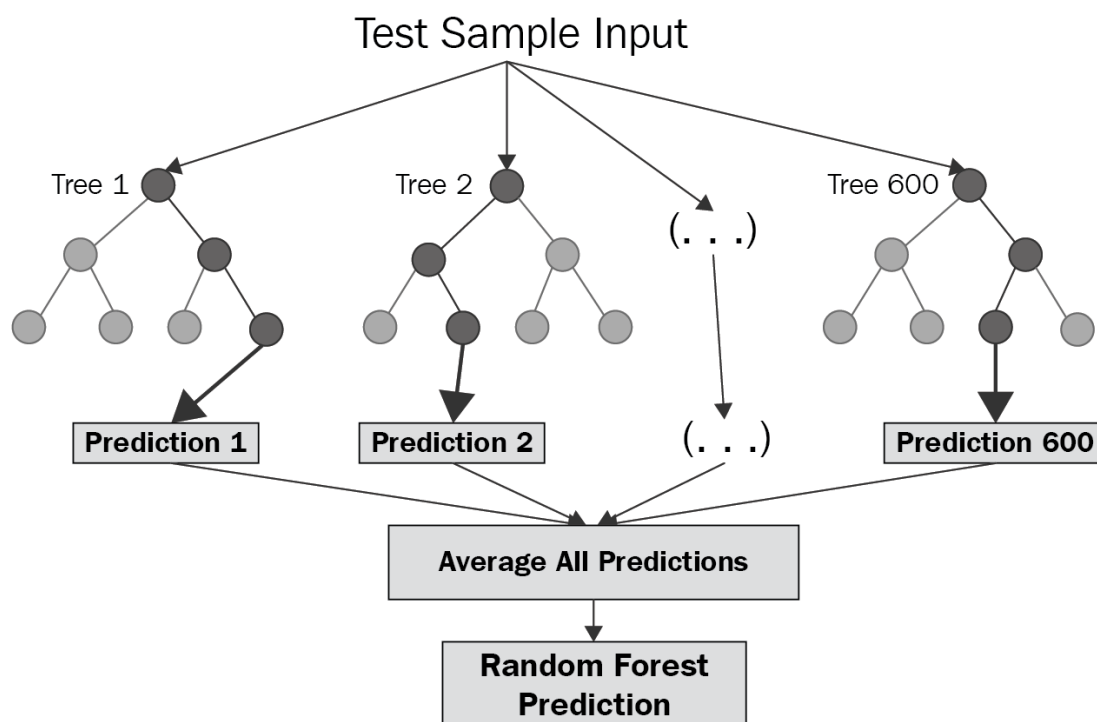 Test Sample Input
Tree 1
Tree 2
(. . .)
Tree 600
Prediction 1
Prediction 2
(. . .)
Prediction 600
Average All Predictions
Random Forest
Prediction